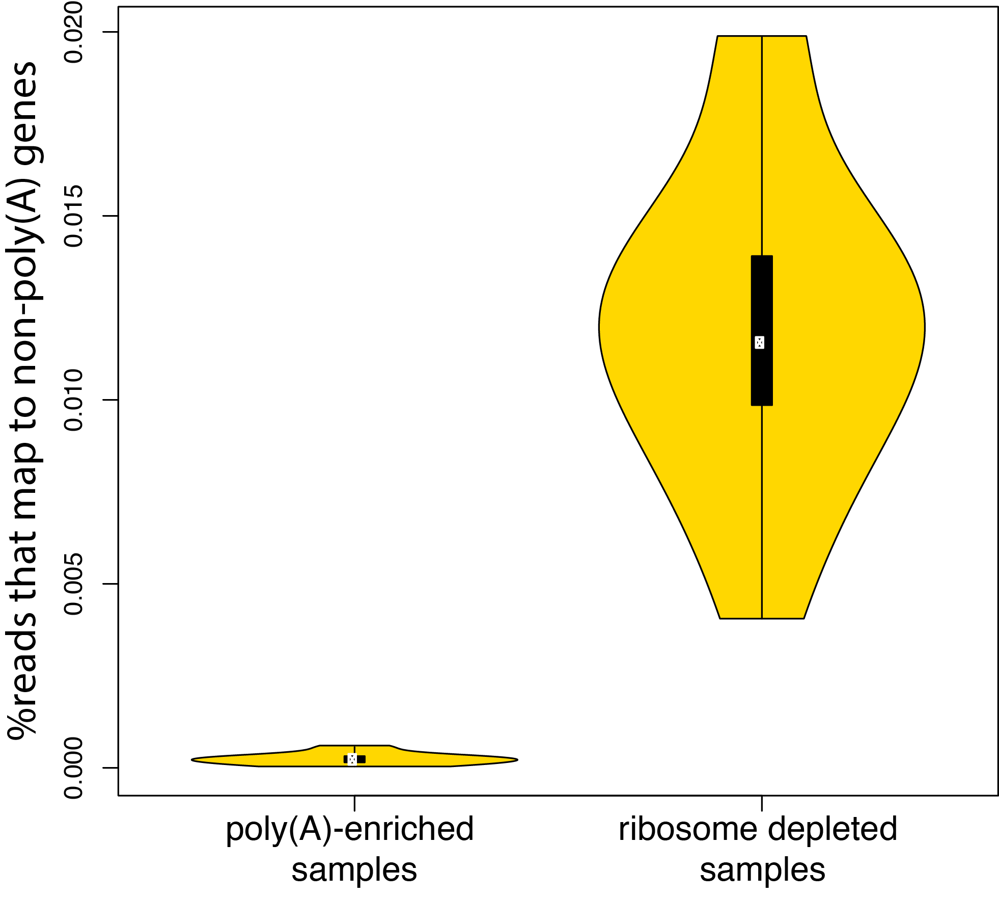 %reads that map to non-poly(A) genes
0.020
0.015
0.010
0.005
0.000
poly(A)-enriched
samples
ribosome depleted
samples